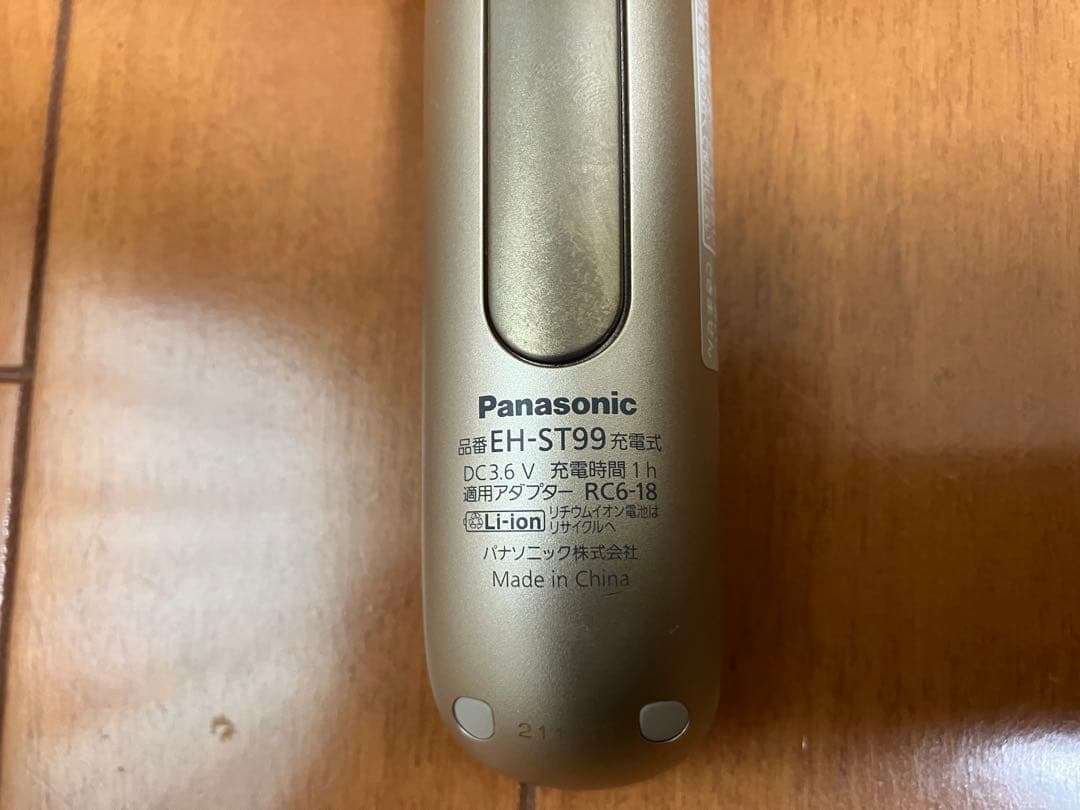 Panasonic
品番 EH-ST99 充電式
DC3.6 V 充電時間 1 h
適用アダプター RC6-18
Li-ion リチウムイオン電池は
リサイクルへ
パナソニック株式会社
Made in China
211